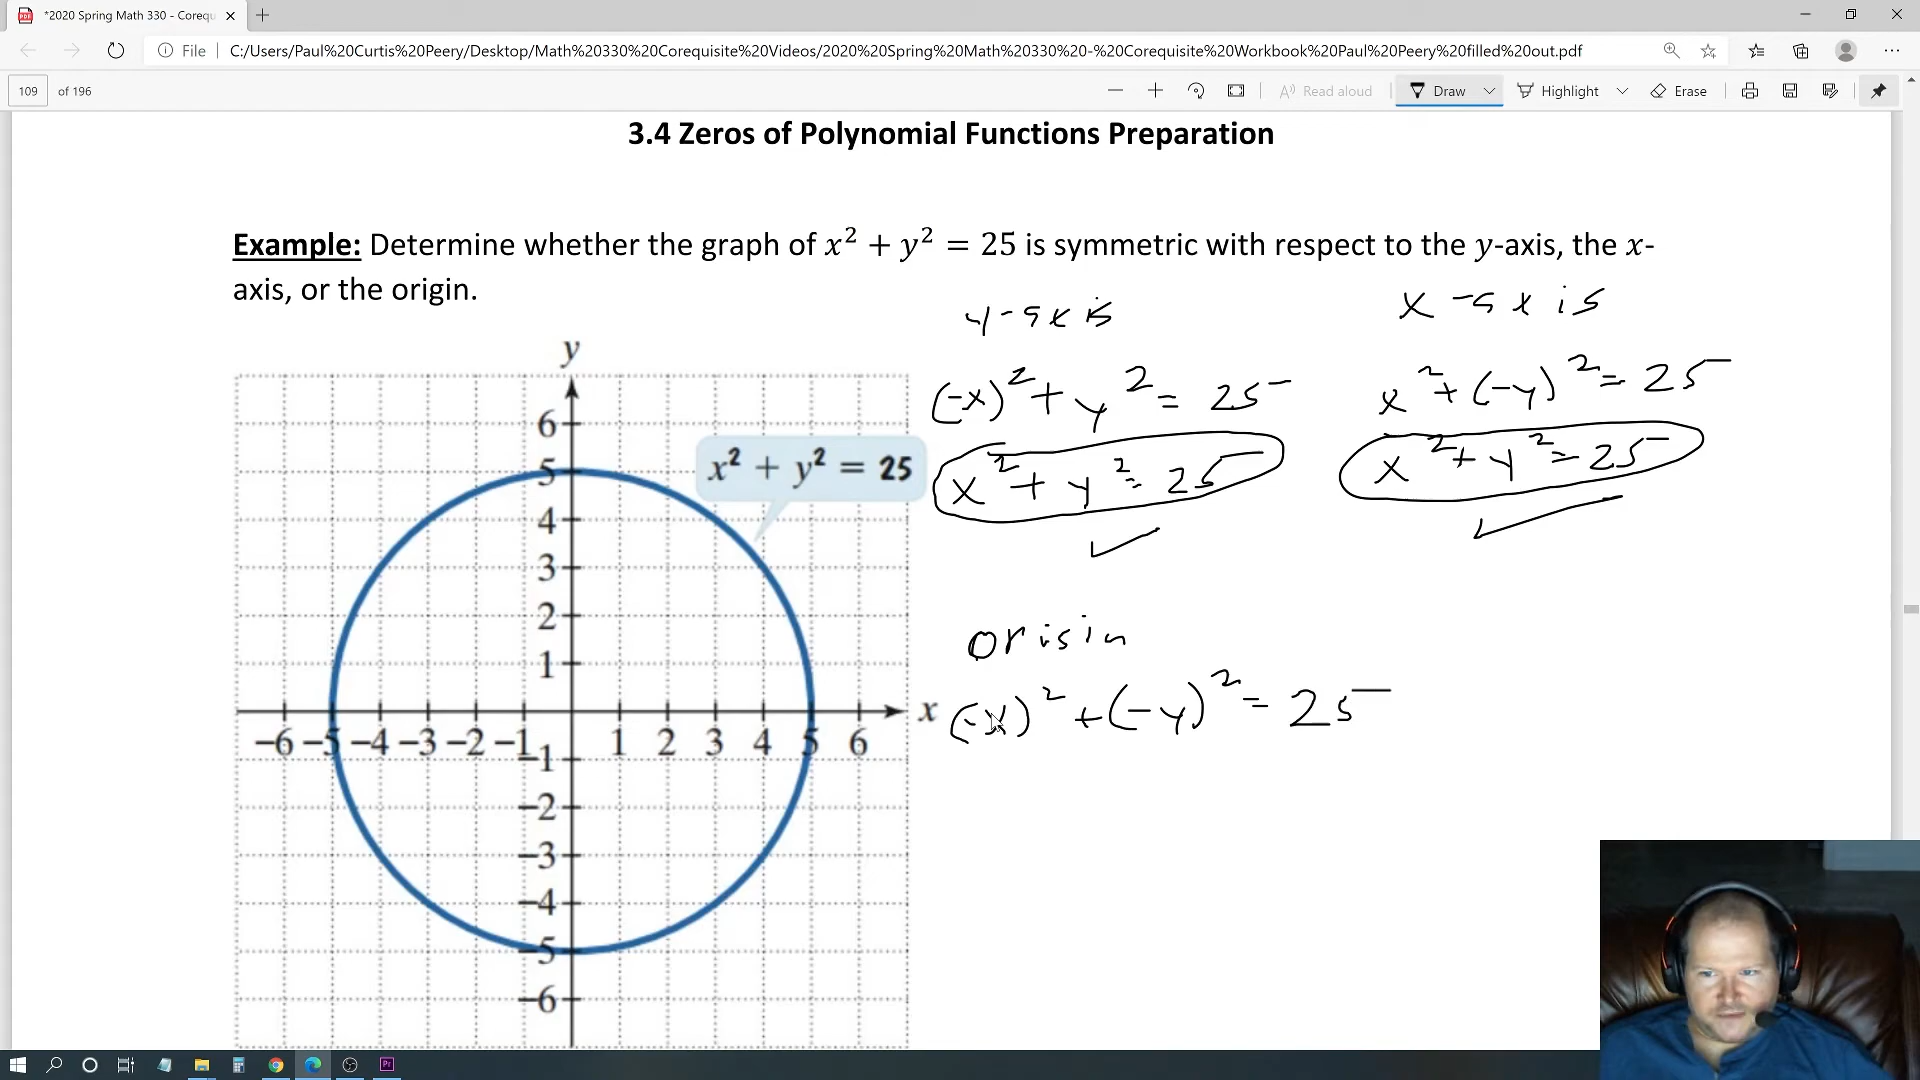 *2020 Spring Math 330 - Corequ
File C:/Users/Paul%20Curtis%20Peery/Desktop/Math%20330%20Corequisite%20Videos/2020%20Spring%20Math%20330%20-%20Corequisite%20Workbook%20Paul%20Peery%20filled%20out.pdf
109 of 196 Read aloud Draw Highlight Erase
3.4 Zeros of Polynomial Functions Preparation
Example: Determine whether the graph of x² + y² = 25 is symmetric with respect to the y-axis, the x-
axis, or the origin.
y-axis
(-x)² + y² = 25
x² + y² = 25
x-axis
x² + (-y)² = 25
x² + y² = 25
origin
(-x)² + (-y)² = 25
y
x² + y² = 25
6
5
4
3
2
1
−6 −5 −4 −3 −2 −1 1 2 3 4 5 6 x
−1
−2
−3
−4
−5
−6